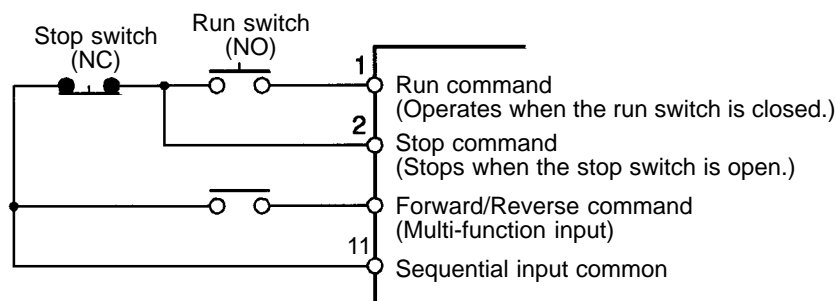 Stop switch
(NC)
Run switch
(NO)
1
Run command
(Operates when the run switch is closed.)
2
Stop command
(Stops when the stop switch is open.)
Forward/Reverse command
(Multi-function input)
11
Sequential input common